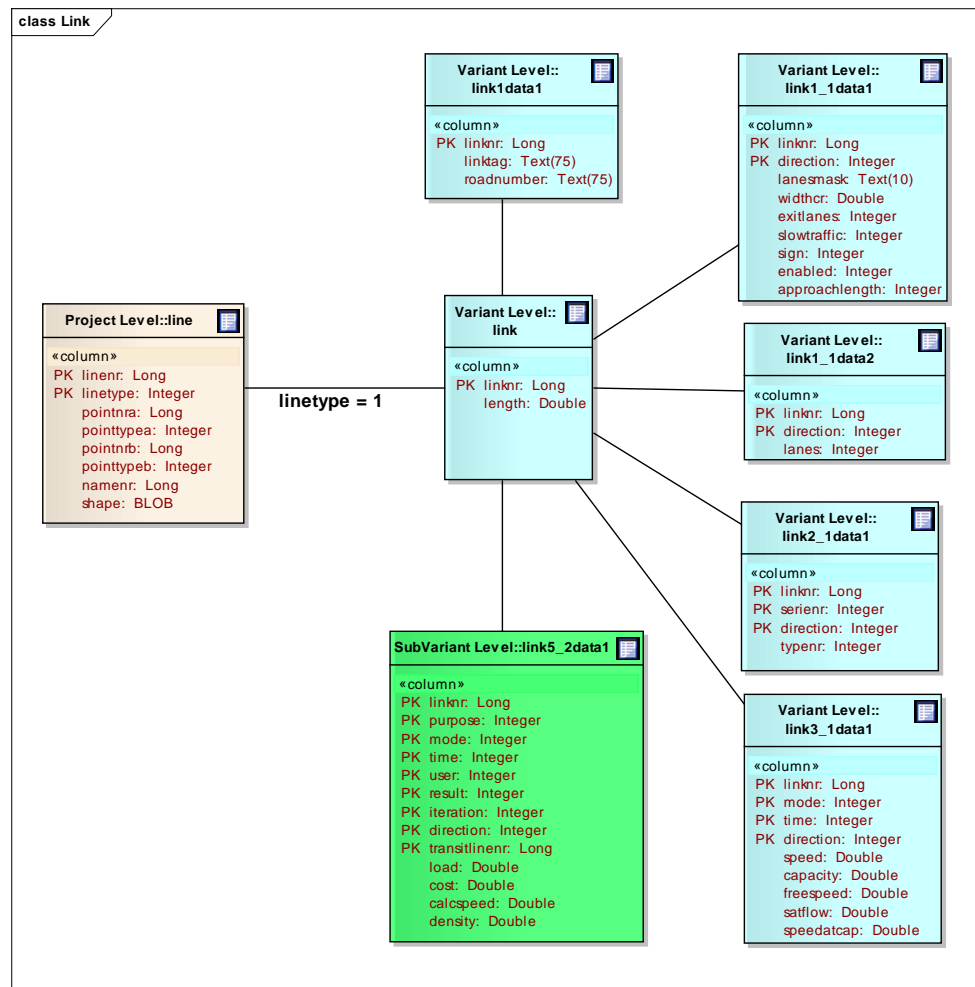 class Link
Variant Level::
link1data1
«column»
PK linknr: Long
linktag: Text(75)
roadnumber: Text(75)
Variant Level::
link1_1data1
«column»
PK linknr: Long
PK direction: Integer
lanesmask: Text(10)
widthcr: Double
exitlanes: Integer
slowtraffic: Integer
sign: Integer
enabled: Integer
approachlength: Integer
Project Level::line
«column»
PK linenr: Long
PK linetype: Integer
pointnra: Long
pointtypea: Integer
pointnrb: Long
pointtypeb: Integer
namenr: Long
shape: BLOB
linetype = 1
Variant Level::
link
«column»
PK linknr: Long
length: Double
Variant Level::
link1_1data2
«column»
PK linknr: Long
PK direction: Integer
lanes: Integer
Variant Level::
link2_1data1
«column»
PK linknr: Long
PK serienr: Integer
PK direction: Integer
typenr: Integer
SubVariant Level::link5_2data1
«column»
PK linknr: Long
PK purpose: Integer
PK mode: Integer
PK time: Integer
PK user: Integer
PK result: Integer
PK iteration: Integer
PK direction: Integer
PK transitlinenr: Long
load: Double
cost: Double
calcspeed: Double
density: Double
Variant Level::
link3_1data1
«column»
PK linknr: Long
PK mode: Integer
PK time: Integer
PK direction: Integer
speed: Double
capacity: Double
freespeed: Double
satflow: Double
speedatcap: Double